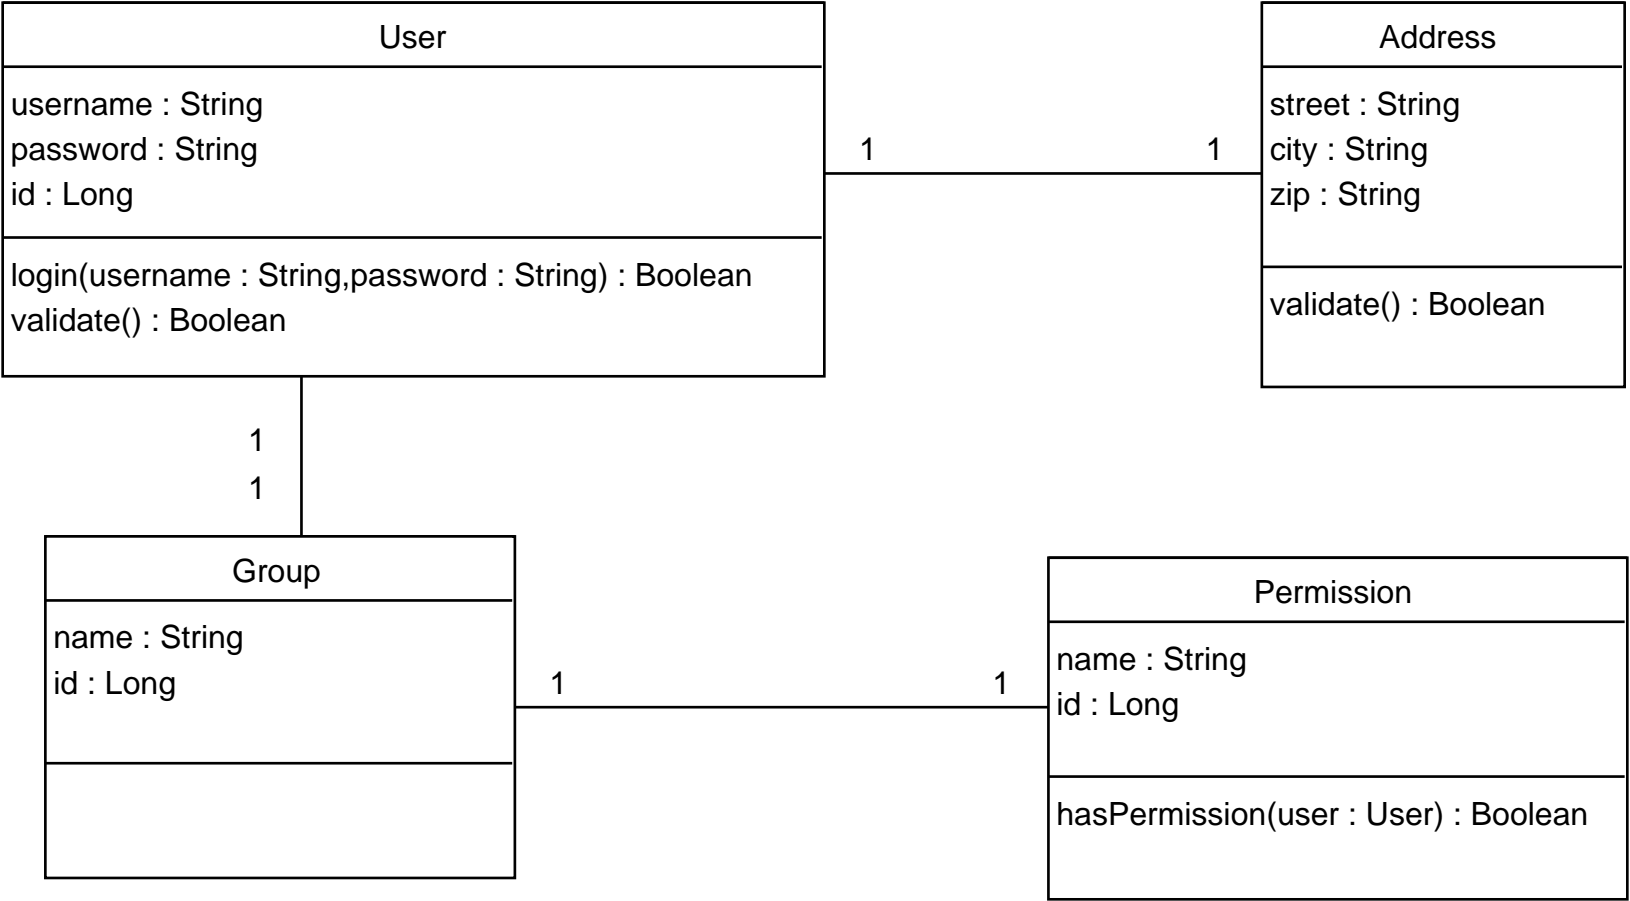 User
username : String
password : String
id : Long
login(username : String,password : String) : Boolean
validate() : Boolean
1
1
Address
street : String
city : String
zip : String
validate() : Boolean
1
1
Group
name : String
id : Long
1
1
Permission
name : String
id : Long
hasPermission(user : User) : Boolean